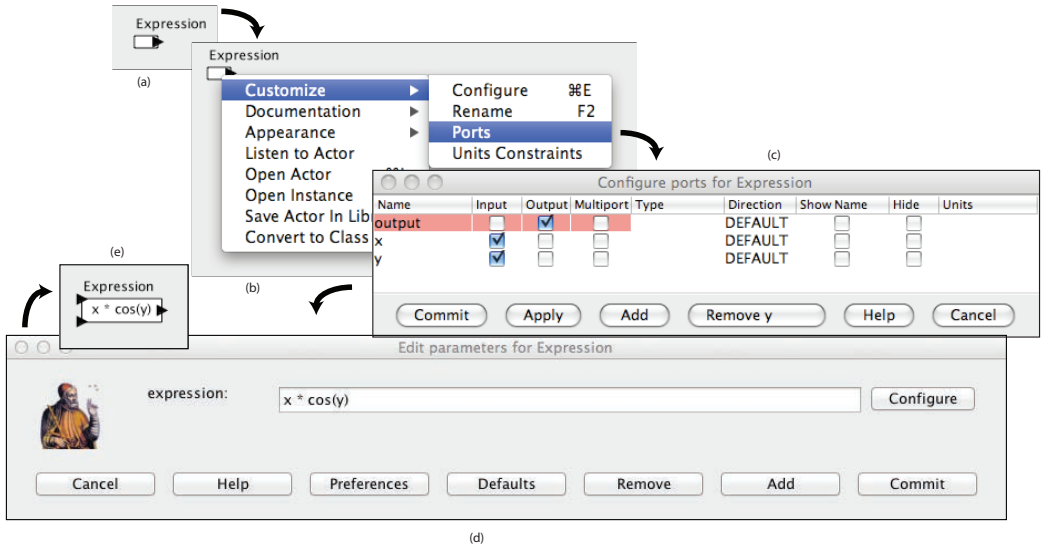 Expression
(a)
Expression
Customize
Documentation
Appearance
Listen to Actor
Open Actor
Open Instance
Save Actor In Lib
Convert to Class
Configure ⌘E
Rename F2
Ports
Units Constraints
(b)
(c)
Configure ports for Expression
Name Input Output Multiport Type Direction Show Name Hide Units
output DEFAULT
x DEFAULT
y DEFAULT
Commit Apply Add Remove y Help Cancel
(e)
Expression
x * cos(y)
Edit parameters for Expression
expression: x * cos(y) Configure
Cancel Help Preferences Defaults Remove Add Commit
(d)